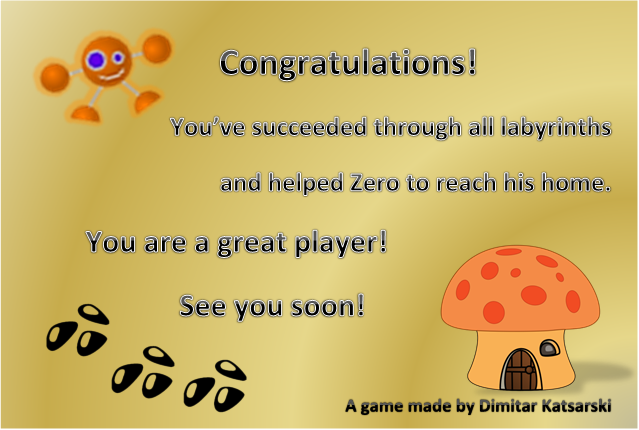 Congratulations!
You've succeeded through all labyrinths
and helped Zero to reach his home.
You are a great player!
See you soon!
A game made by Dimitar Katsarski